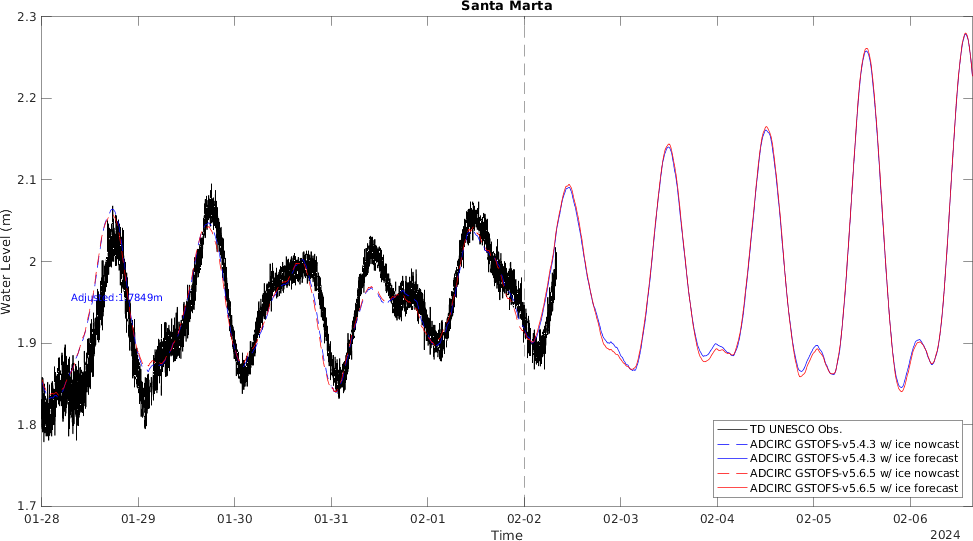 Santa Marta
2.3
2.2
2.1
2
1.9
1.8
1.7
Water Level (m)
Adjusted:1.7849m
TD UNESCO Obs.
ADCIRC GSTOFS-v5.4.3 w/ ice nowcast
ADCIRC GSTOFS-v5.4.3 w/ ice forecast
ADCIRC GSTOFS-v5.6.5 w/ ice nowcast
ADCIRC GSTOFS-v5.6.5 w/ ice forecast
01-28 01-29 01-30 01-31 02-01 02-02 02-03 02-04 02-05 02-06
Time
2024